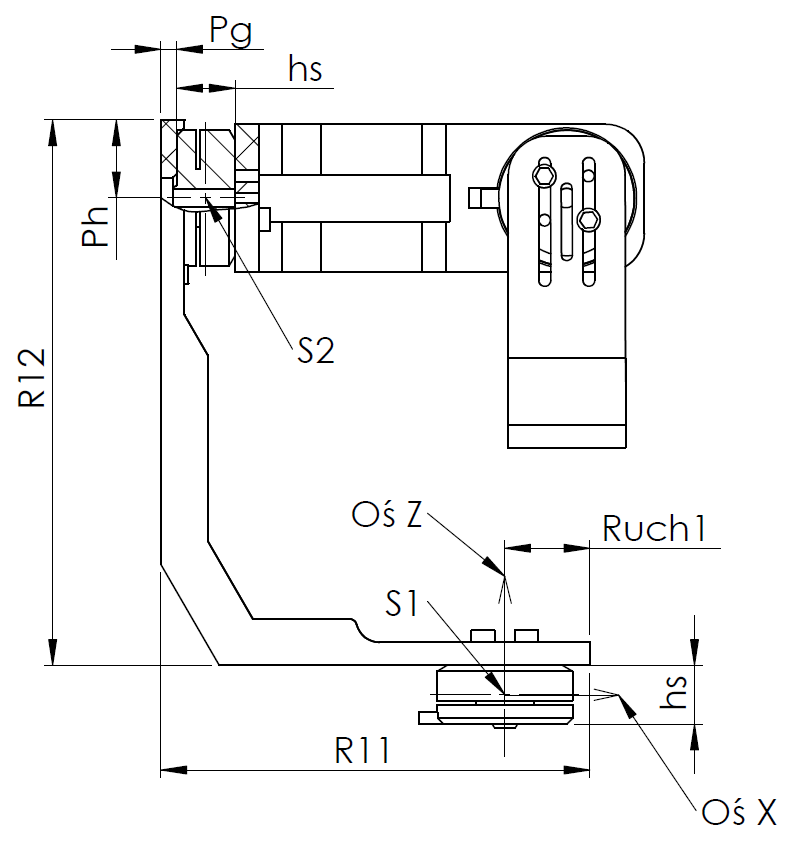 Pg
hs
Ph
S2
R12
Oś Z
Ruch1
S1
hs
R11
Oś X